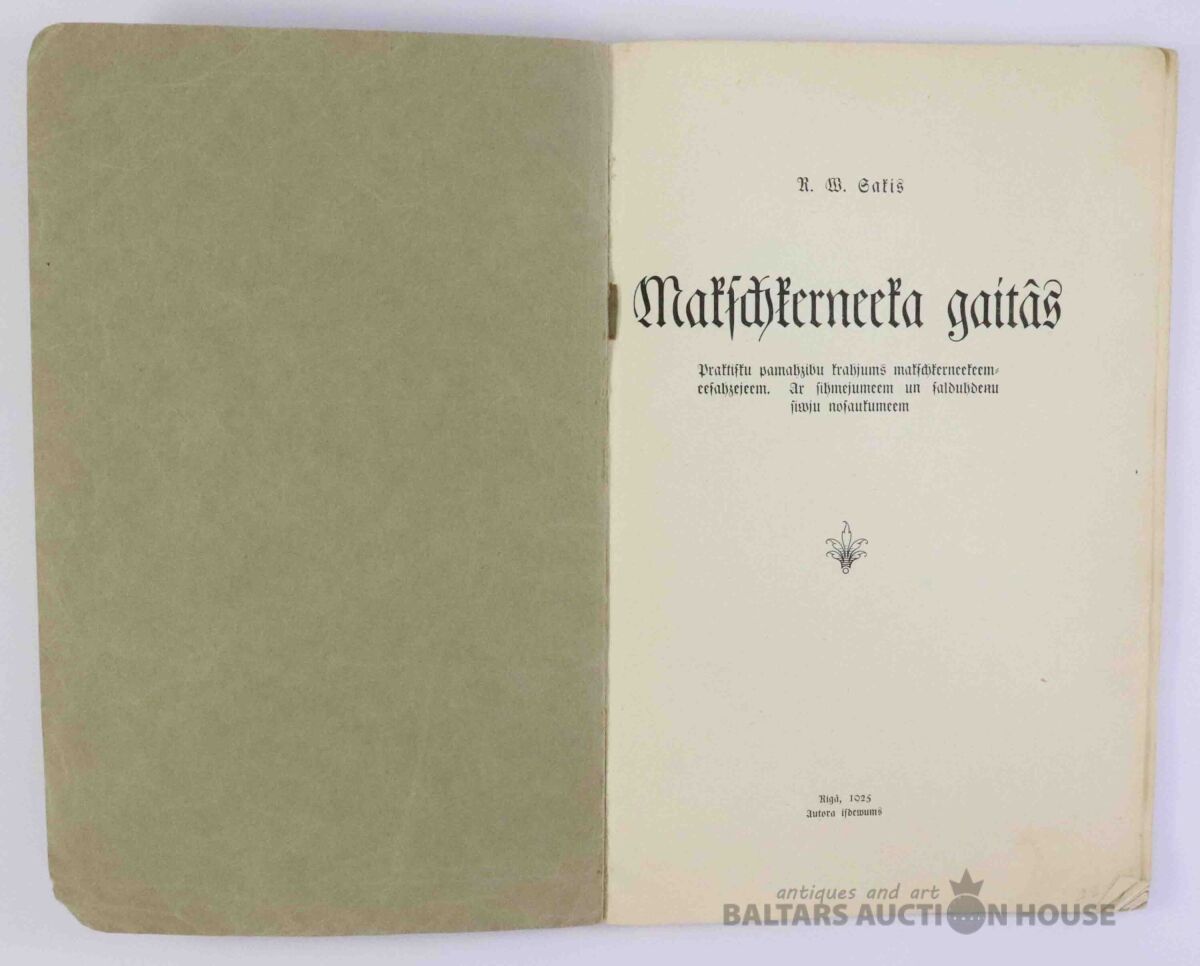 R. W. Sakis
Makſchkerneeka gaitâs
Praktiſku pamahzibu krahjums makſchkerneekeem-
eeſahzejeem. Ar ſihmejumeem un ſalduhdenu
ſiwju noſaukumeem
Rigâ, 1925
Autora iſdewums
antiques and art
BALTARS AUCTION HOUSE